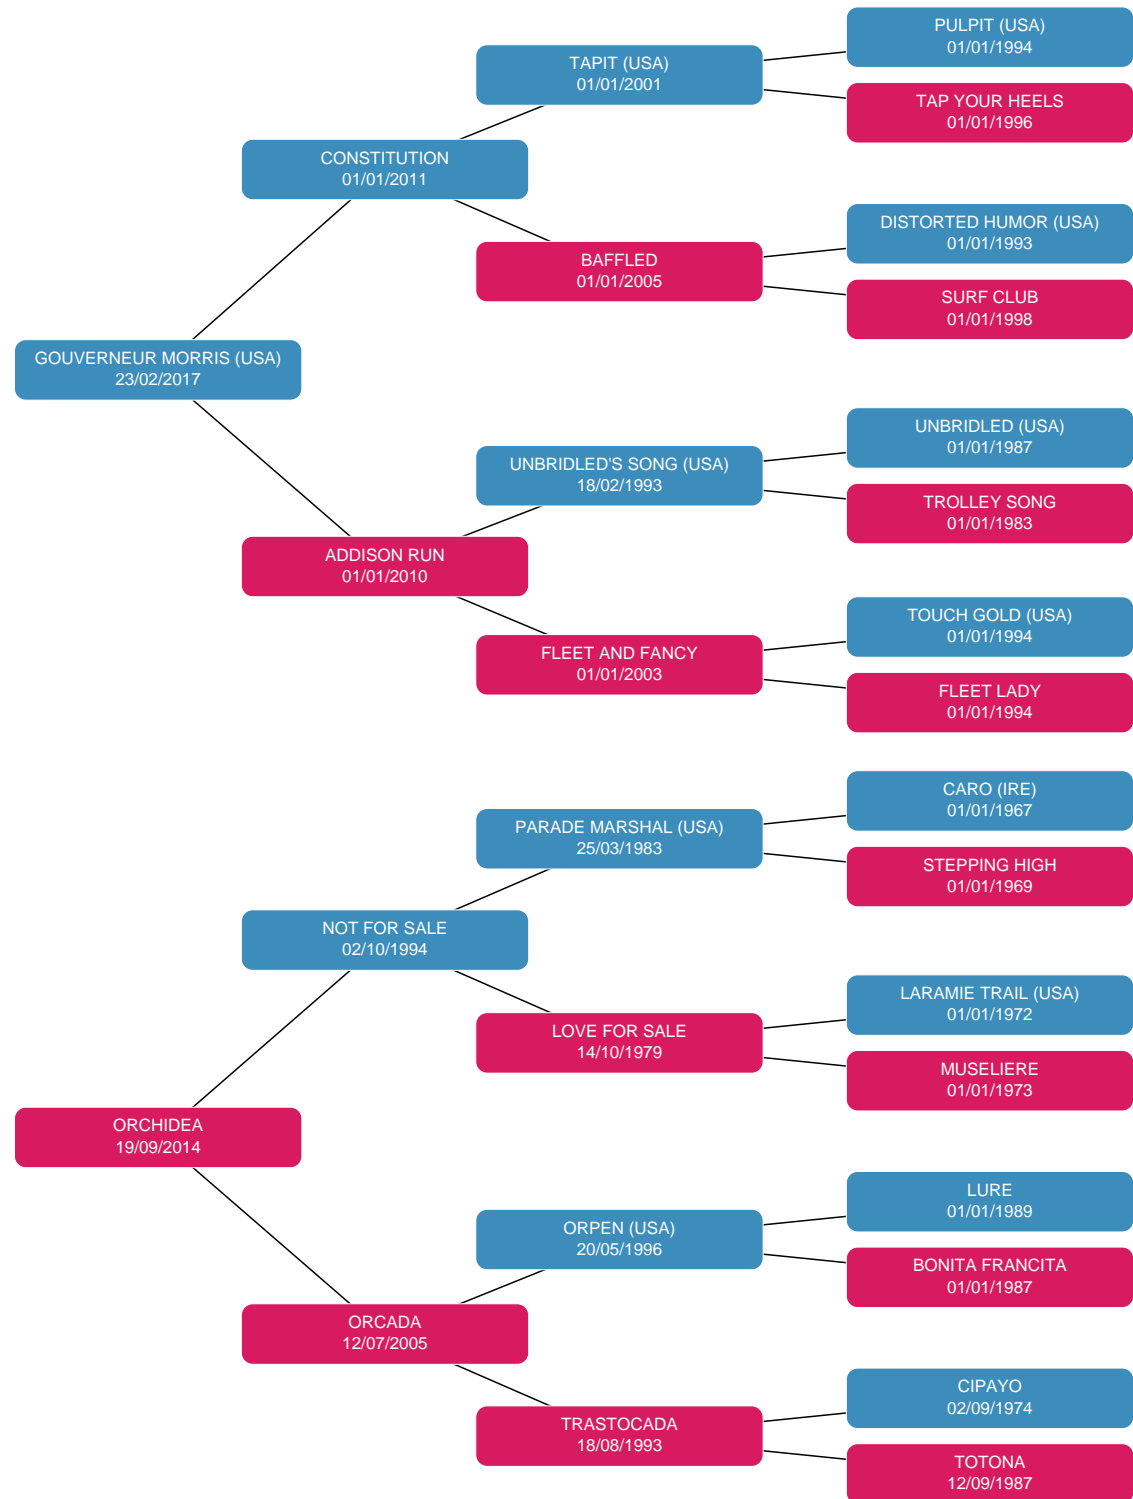 PULPIT (USA)
01/01/1994
TAPIT (USA)
01/01/2001
TAP YOUR HEELS
01/01/1996
CONSTITUTION
01/01/2011
DISTORTED HUMOR (USA)
01/01/1993
BAFFLED
01/01/2005
SURF CLUB
01/01/1998
GOUVERNEUR MORRIS (USA)
23/02/2017
UNBRIDLED (USA)
01/01/1987
UNBRIDLED'S SONG (USA)
18/02/1993
TROLLEY SONG
01/01/1983
ADDISON RUN
01/01/2010
TOUCH GOLD (USA)
01/01/1994
FLEET AND FANCY
01/01/2003
FLEET LADY
01/01/1994
CARO (IRE)
01/01/1967
PARADE MARSHAL (USA)
25/03/1983
STEPPING HIGH
01/01/1969
NOT FOR SALE
02/10/1994
LARAMIE TRAIL (USA)
01/01/1972
LOVE FOR SALE
14/10/1979
MUSELIERE
01/01/1973
ORCHIDEA
19/09/2014
LURE
01/01/1989
ORPEN (USA)
20/05/1996
BONITA FRANCITA
01/01/1987
ORCADA
12/07/2005
CIPAYO
02/09/1974
TRASTOCADA
18/08/1993
TOTONA
12/09/1987